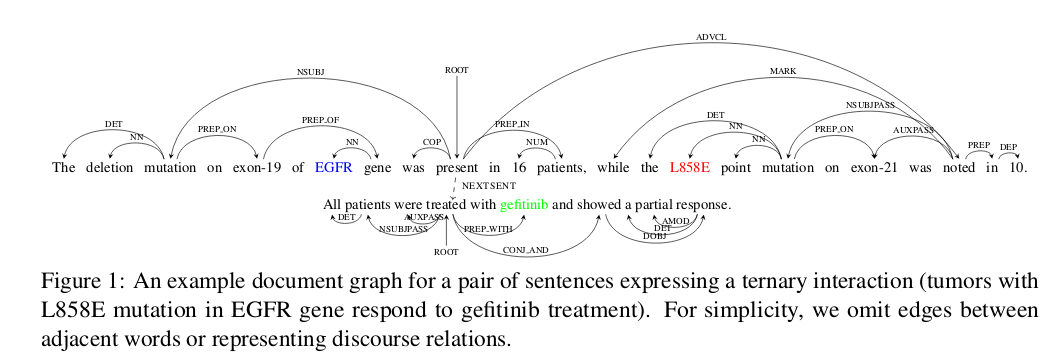 ADVCL
NSUBJ ROOT MARK
NSUBJPASS
DET PREP_ON PREP_OF PREP_IN DET PREP_ON AUXPASS
NN NN COP NUM NN NN PREP DEP
The deletion mutation on exon-19 of EGFR gene was present in 16 patients, while the L858E point mutation on exon-21 was noted in 10.
NEXTSENT
All patients were treated with gefitinib and showed a partial response.
DET AUXPASS AMOD
NSUBJPASS PREP_WITH DET
DOBJ
ROOT CONJ_AND
Figure 1: An example document graph for a pair of sentences expressing a ternary interaction (tumors with
L858E mutation in EGFR gene respond to gefitinib treatment). For simplicity, we omit edges between
adjacent words or representing discourse relations.